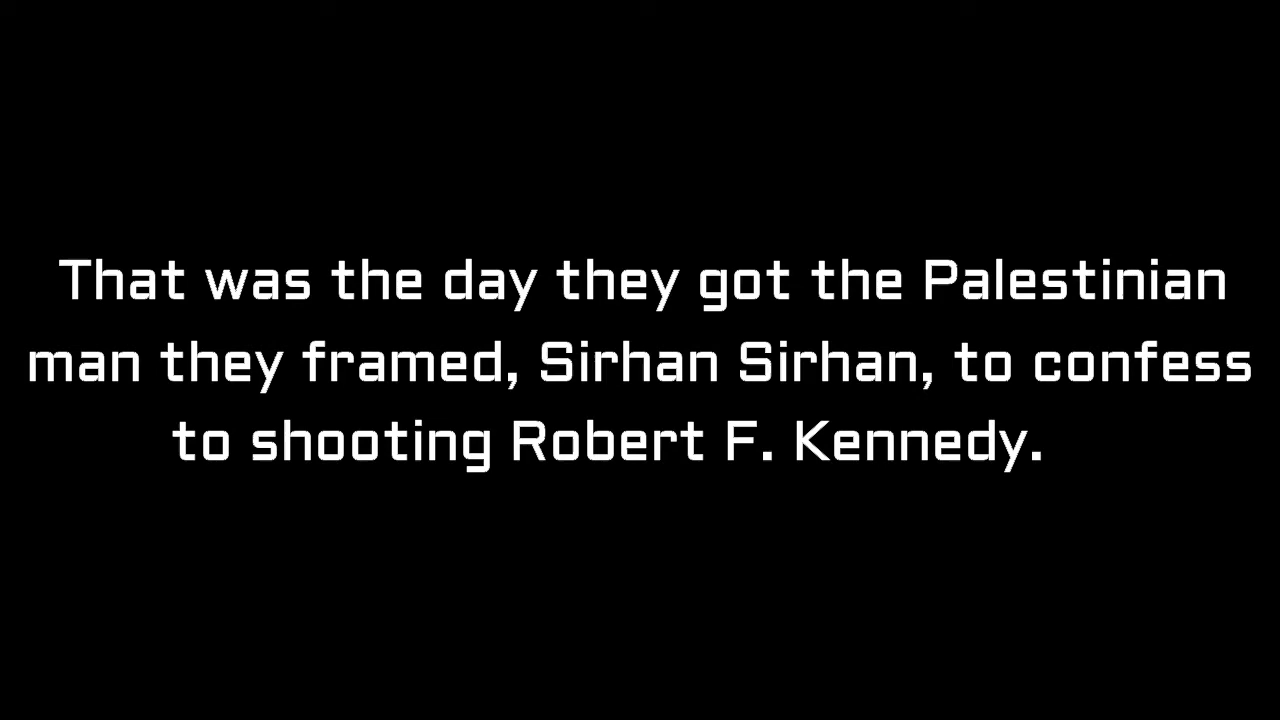 That was the day they got the Palestinian
man they framed, Sirhan Sirhan, to confess
to shooting Robert F. Kennedy.